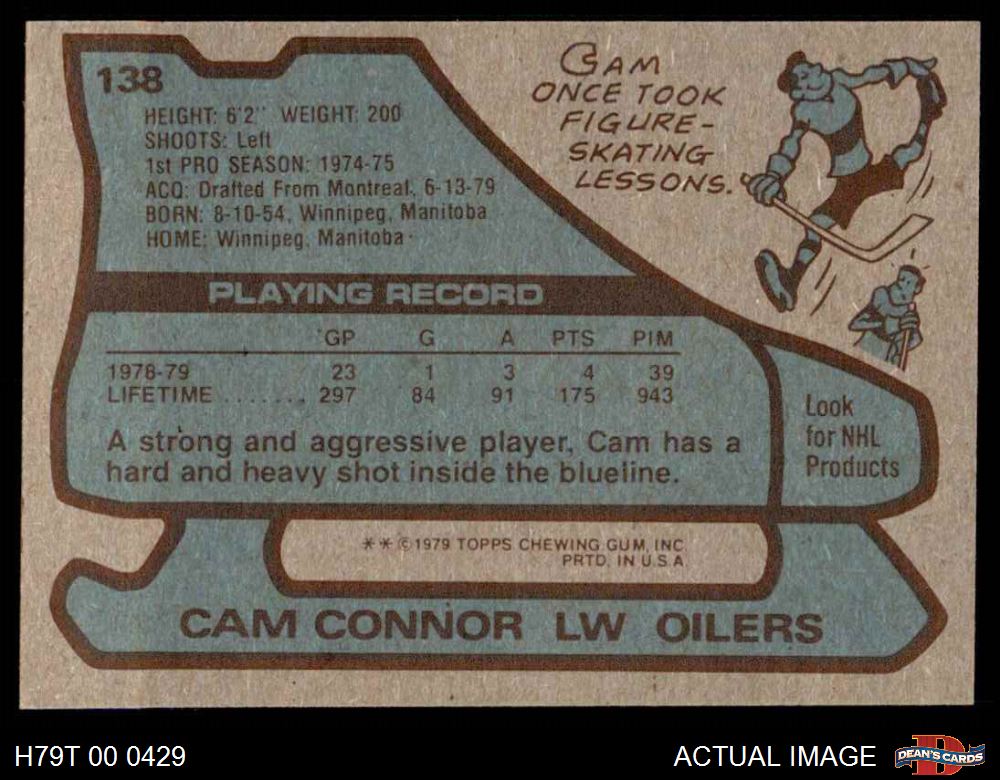 138
HEIGHT: 6'2" WEIGHT: 200
SHOOTS: Left
1st PRO SEASON: 1974-75
ACQ: Drafted From Montreal, 6-13-79
BORN: 8-10-54, Winnipeg, Manitoba
HOME: Winnipeg, Manitoba
CAM
ONCE TOOK
FIGURE-
SKATING
LESSONS.
PLAYING RECORD
GP G A PTS PIM
1978-79 23 1 3 4 39
LIFETIME ....... 297 84 91 175 943
A strong and aggressive player, Cam has a
hard and heavy shot inside the blueline.
Look
for NHL
Products
** © 1979 TOPPS CHEWING GUM, INC.
PRTD. IN U.S.A.
CAM CONNOR LW OILERS
H79T 00 0429
ACTUAL IMAGE
D
DEAN'S CARDS